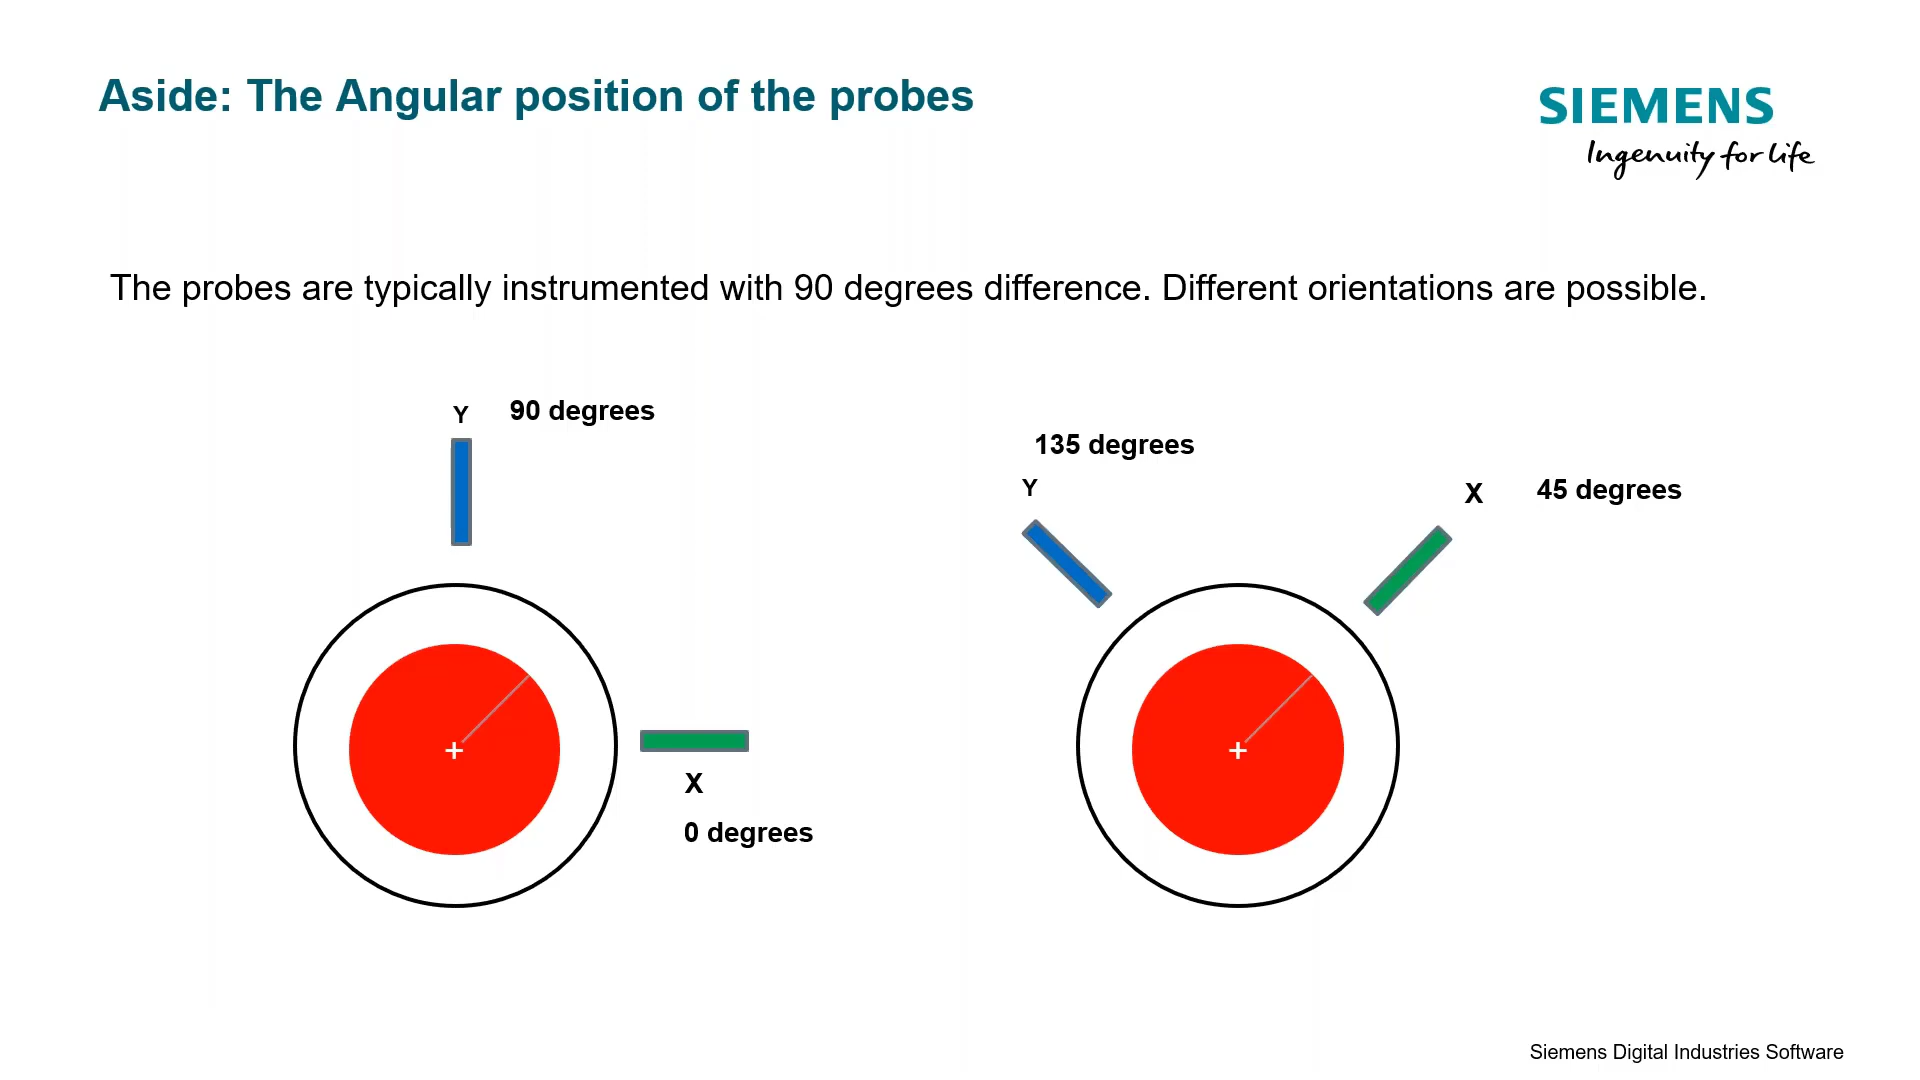 Aside: The Angular position of the probes
SIEMENS
Ingenuity for life
The probes are typically instrumented with 90 degrees difference. Different orientations are possible.
Y 90 degrees
135 degrees
Y
X 45 degrees
X
0 degrees
Siemens Digital Industries Software